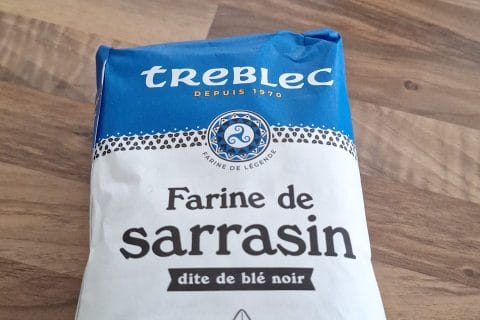 TREBLEC
DEPUIS 1970
FARINE DE LÉGENDE
Farine de
sarrasin
dite de blé noir